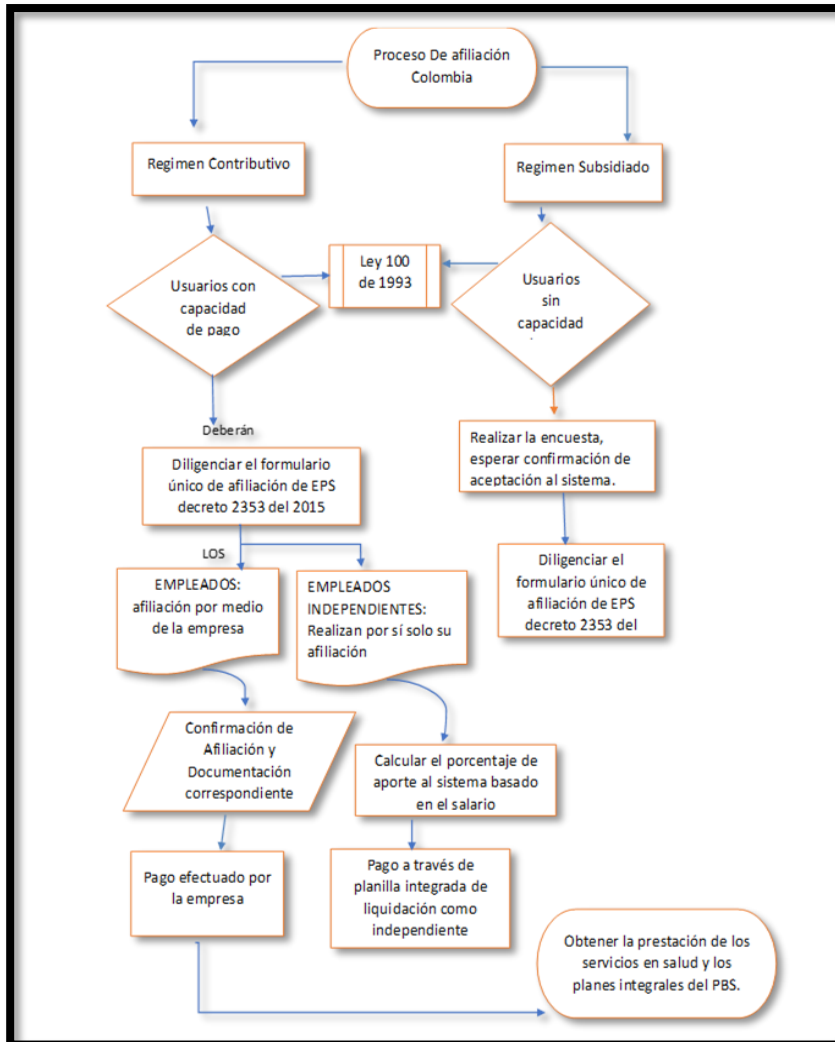 Proceso De afiliación
Colombia
Regimen Contributivo
Regimen Subsidiado
Usuarios con
capacidad
de pago
Ley 100
de 1993
Usuarios
sin
capacidad
Deberán
Diligenciar el formulario
único de afiliación de EPS
decreto 2353 del 2015
Realizar la encuesta,
esperar confirmación de
aceptación al sistema.
LOS
EMPLEADOS:
afiliación por medio
de la empresa
EMPLEADOS
INDEPENDIENTES:
Realizan por sí solo su
afiliación
Diligenciar el
formulario único de
afiliación de EPS
decreto 2353 del
Confirmación de
Afiliación y
Documentación
correspondiente
Calcular el porcentaje de
aporte al sistema basado
en el salario
Pago efectuado por
la empresa
Pago a través de
planilla integrada de
liquidación como
independiente
Obtener la prestación de los
servicios en salud y los
planes integrales del PBS.